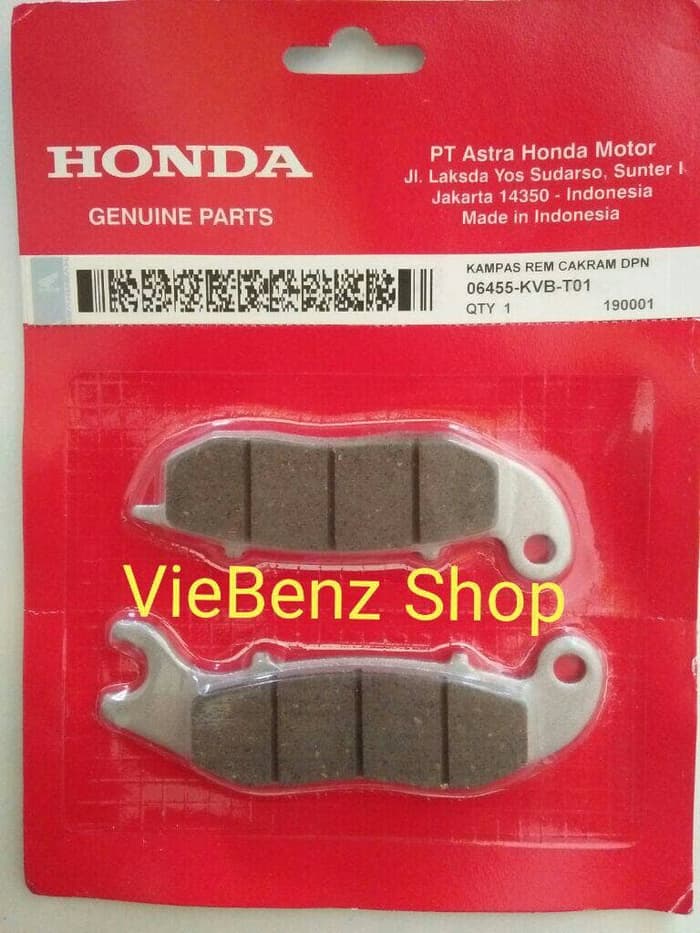 HONDA
GENUINE PARTS
PT Astra Honda Motor
Jl. Laksda Yos Sudarso, Sunter I
Jakarta 14350 - Indonesia
Made in Indonesia
KAMPAS REM CAKRAM DPN
06455-KVB-T01
QTY 1 190001
VieBenz Shop